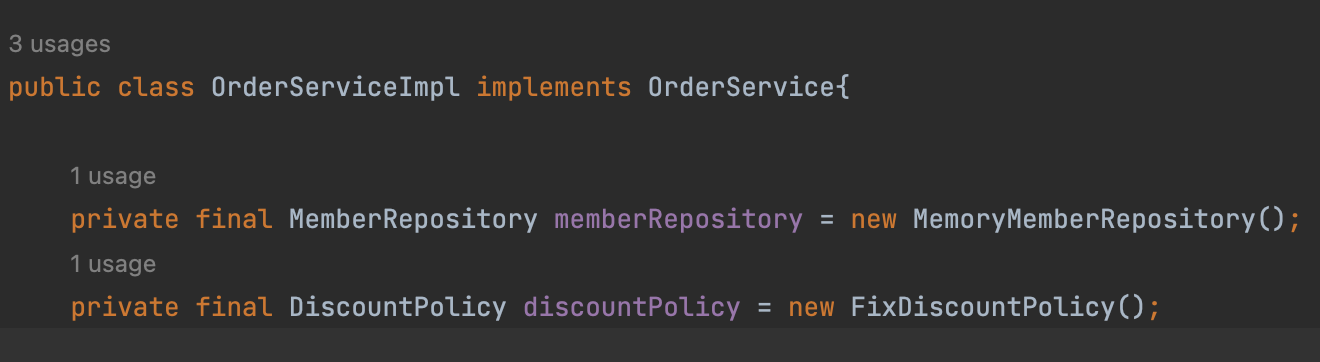 3 usages
public class OrderServiceImpl implements OrderService{
1 usage
private final MemberRepository memberRepository = new MemoryMemberRepository();
1 usage
private final DiscountPolicy discountPolicy = new FixDiscountPolicy();